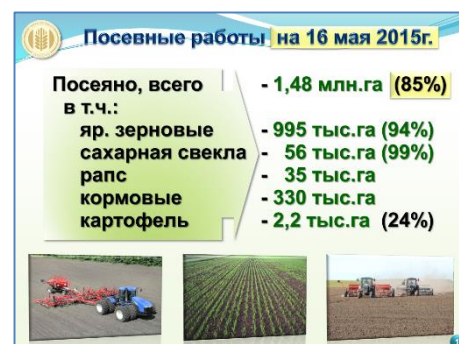 Посевные работы на 16 мая 2015г.
Посеяно, всего - 1,48 млн.га (85%)
в т.ч.:
яр. зерновые - 995 тыс.га (94%)
сахарная свекла - 56 тыс.га (99%)
рапс - 35 тыс.га
кормовые - 330 тыс.га
картофель - 2,2 тыс.га (24%)